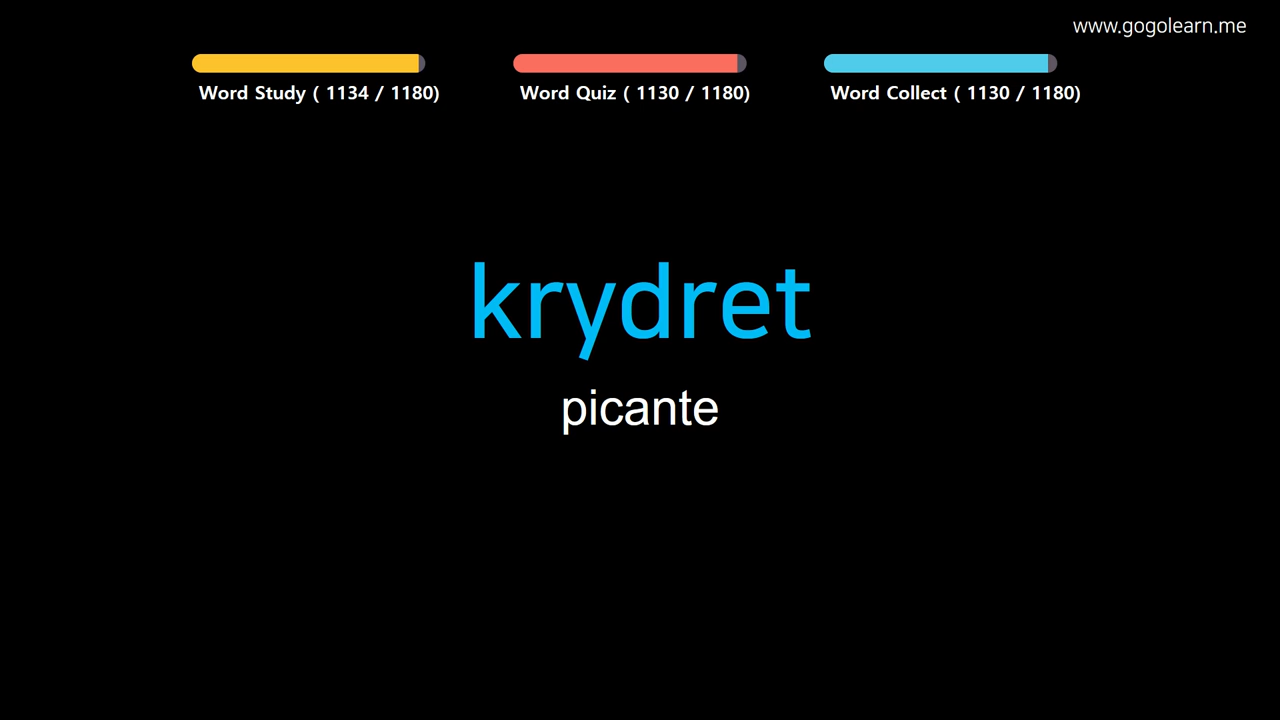 www.gogolearn.me
Word Study ( 1134 / 1180)
Word Quiz ( 1130 / 1180)
Word Collect ( 1130 / 1180)
krydret
picante